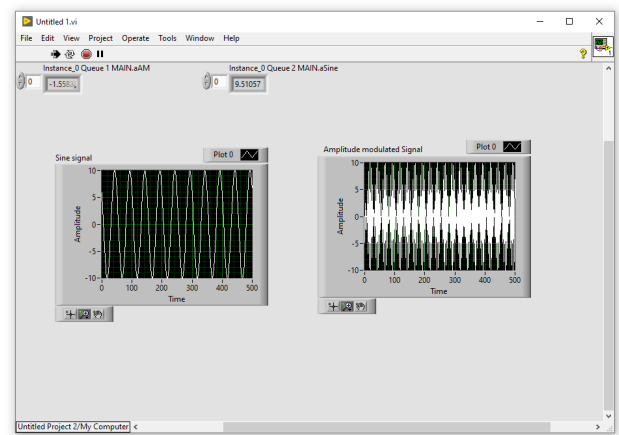 Untitled 1.vi
File Edit View Project Operate Tools Window Help
Instance_0 Queue 1 MAIN.aAM
Instance_0 Queue 2 MAIN.aSine
0
0 9.51057
Sine signal
Plot 0
Amplitude
10
5
0
-5
-10
0 100 200 300 400 500
Time
Amplitude modulated Signal
Plot 0
Amplitude
10
5
0
-5
-10
0 100 200 300 400 500
Time
Untitled Project 2/My Computer